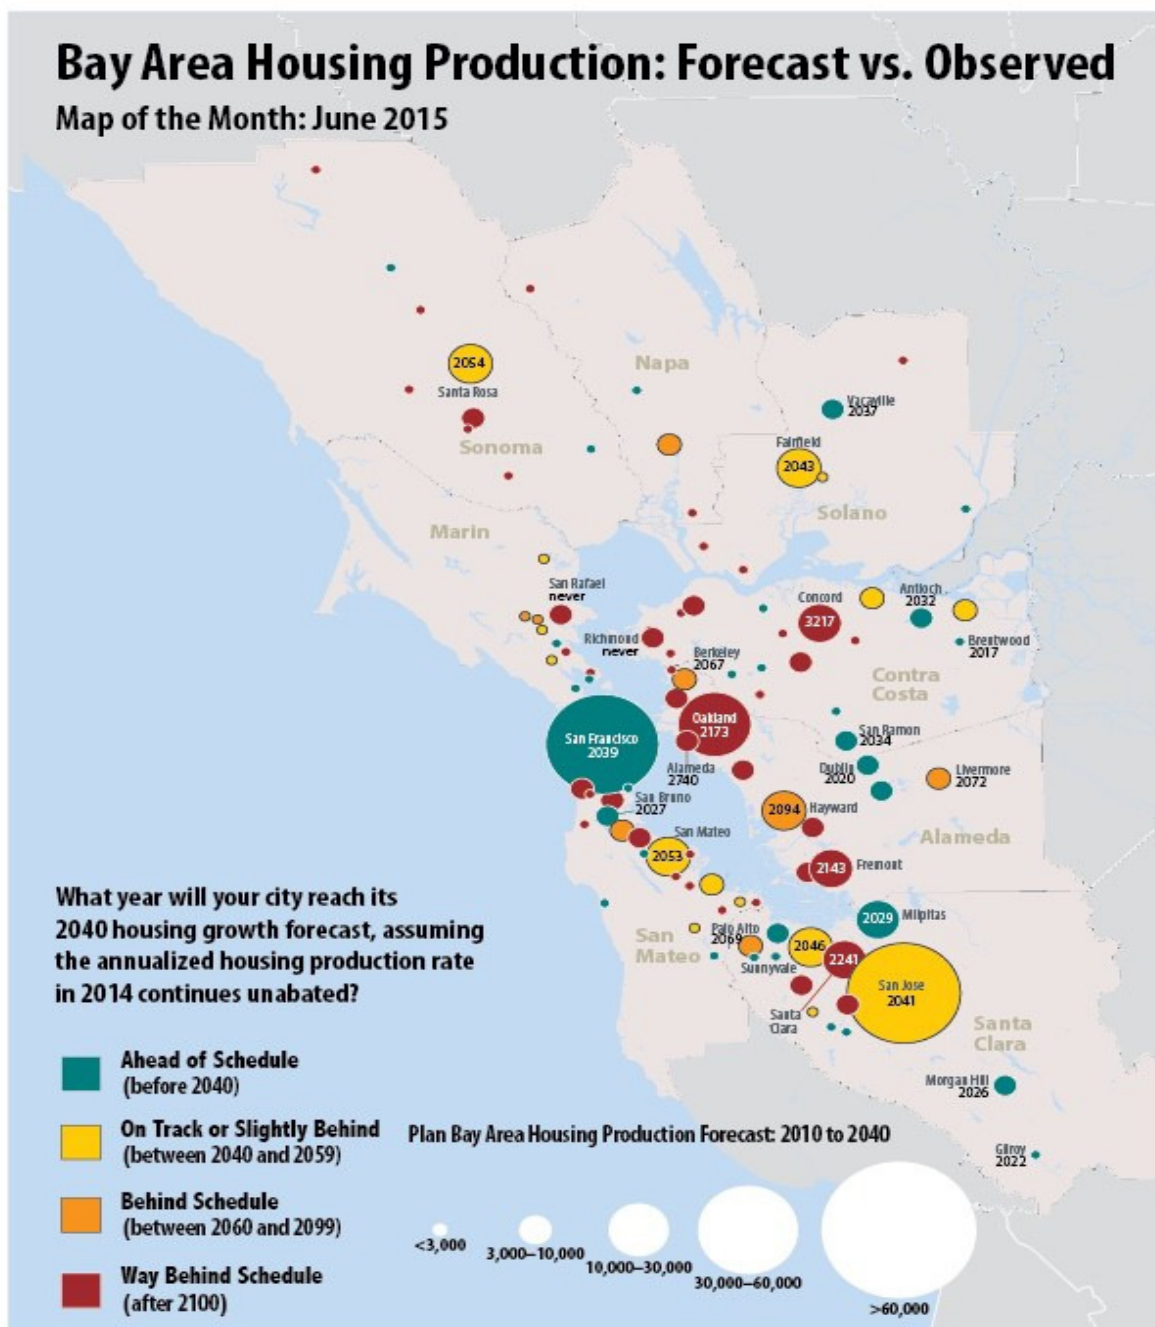 Bay Area Housing Production: Forecast vs. Observed
Map of the Month: June 2015
2054
Santa Rosa
Sonoma
Napa
Vacaville
2037
Fairfield
2043
Solano
Marin
San Rafael
never
Richmond
never
Berkeley
2067
Concord
3217
Antioch
2032
Brentwood
2017
Contra
Costa
San Francisco
2039
Oakland
2173
Alameda
2740
San Ramon
2034
Dublin
2020
Livermore
2072
San Bruno
2027
2094
Hayward
Alameda
San Mateo
2053
2143
Fremont
San
Mateo
Palo Alto
2069
2029
Milpitas
2046
Sunnyvale
2241
Santa
Clara
San Jose
2041
Santa
Clara
Morgan Hill
2026
Gilroy
2022
What year will your city reach its
2040 housing growth forecast, assuming
the annualized housing production rate
in 2014 continues unabated?
Ahead of Schedule
(before 2040)
On Track or Slightly Behind
(between 2040 and 2059)
Behind Schedule
(between 2060 and 2099)
Way Behind Schedule
(after 2100)
Plan Bay Area Housing Production Forecast: 2010 to 2040
<3,000
3,000–10,000
10,000–30,000
30,000–60,000
>60,000